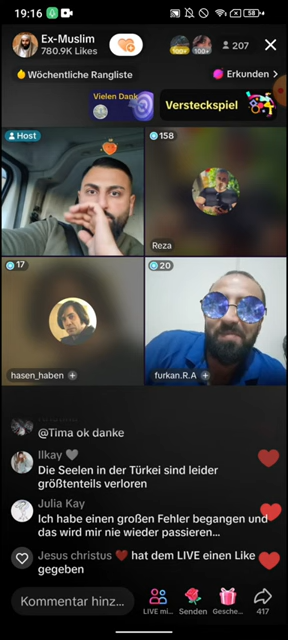 19:16
58
Ex-Muslim
780.9K Likes
100+
100+
207
Wöchentliche Rangliste
Erkunden >
Vielen Dank
Versteckspiel
Host
158
Reza
17
20
hasen_haben +
furkan.R.A +
@Tima ok danke
Ilkay 🩶
Die Seelen in der Türkei sind leider
größtenteils verloren
Julia Kay
Ich habe einen großen Fehler begangen und
das wird mir nie wieder passieren...
Jesus christus ❤️ hat dem LIVE einen Like
gegeben
Kommentar hinz...
LIVE mi...
Senden
Gesche...
417